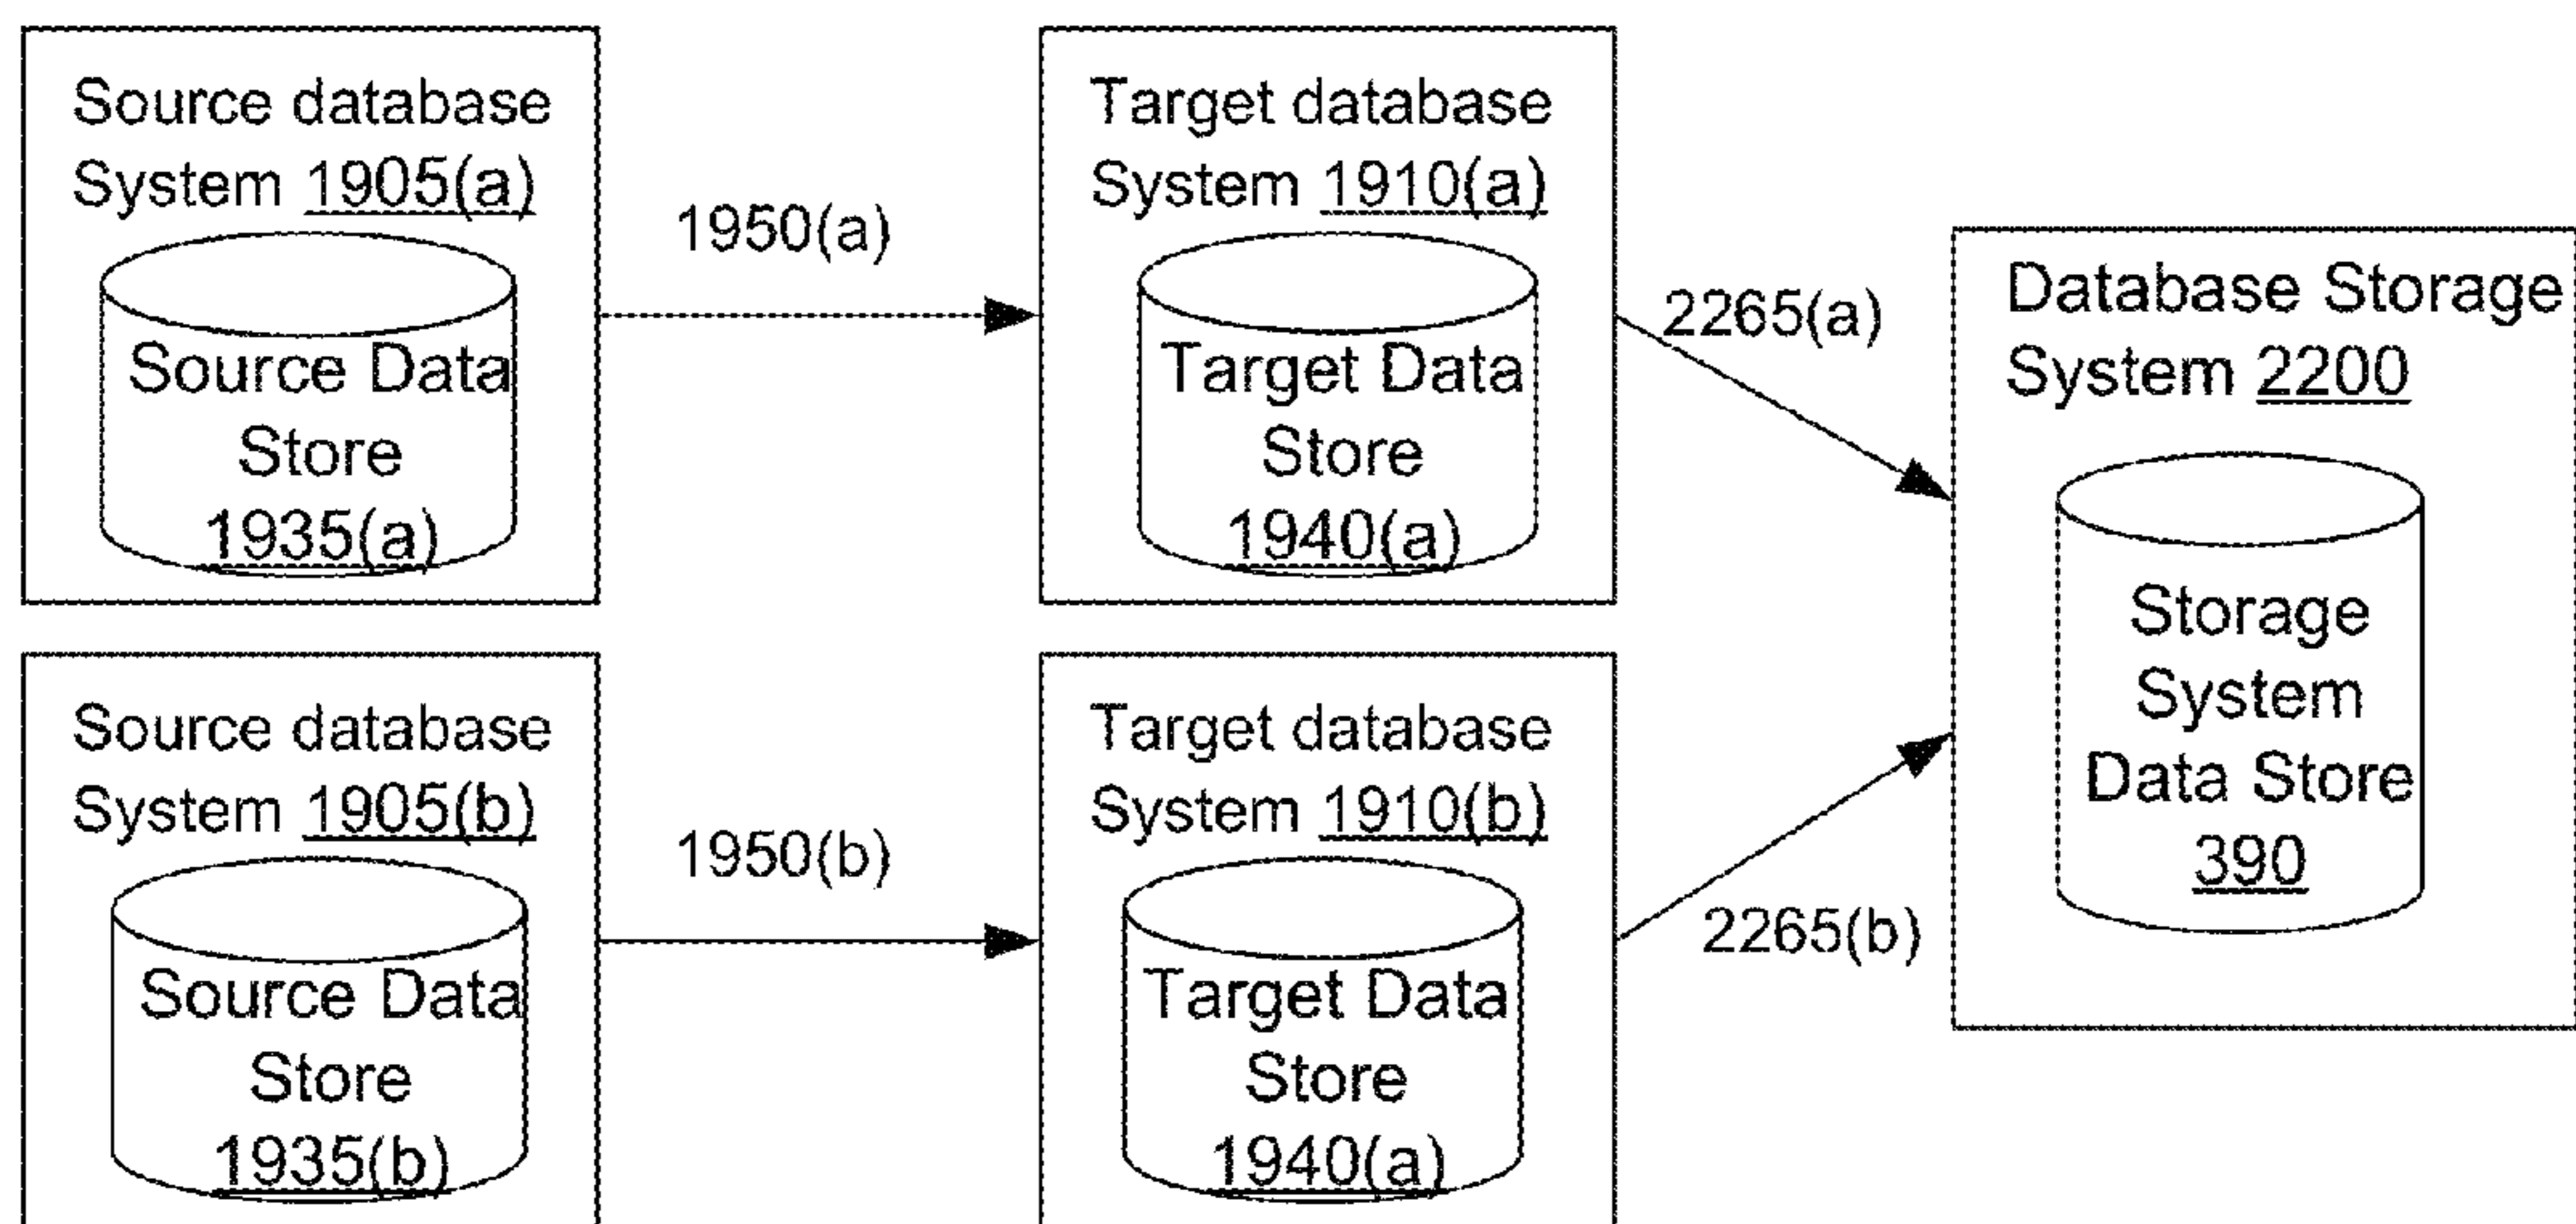 Source database
System 1905(a)
Source Data
Store
1935(a)
1950(a)
Target database
System 1910(a)
Target Data
Store
1940(a)
2265(a)
Database Storage
System 2200
Storage
System
Data Store
390
Source database
System 1905(b)
Source Data
Store
1935(b)
1950(b)
Target database
System 1910(b)
Target Data
Store
1940(a)
2265(b)